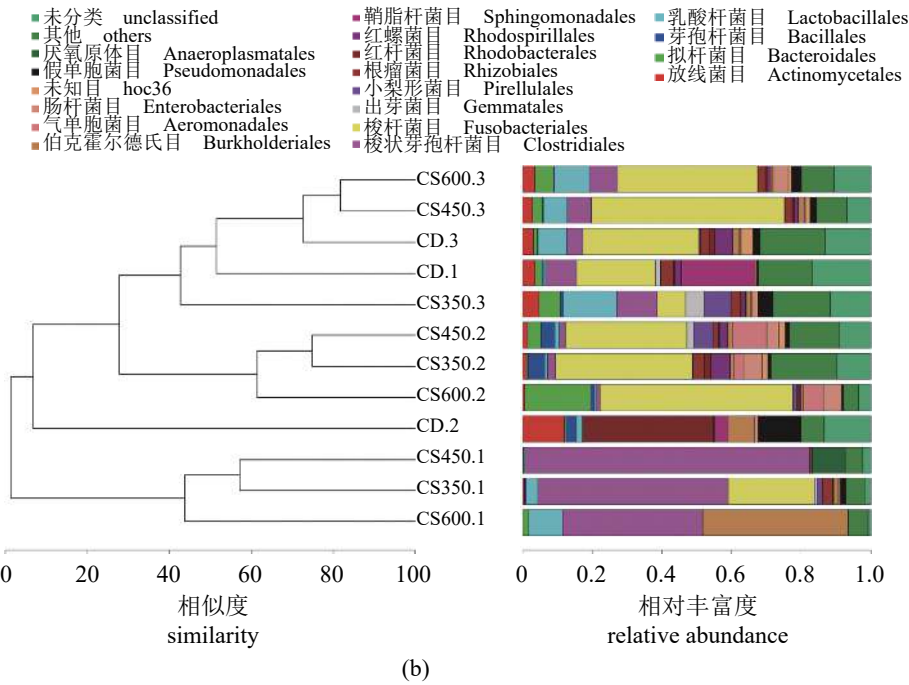 未分类 unclassified
其他 others
厌氧原体目 Anaeroplasmatales
假单胞菌目 Pseudomonadales
未知目 hoc36
肠杆菌目 Enterobacteriales
气单胞菌目 Aeromonadales
伯克霍尔德氏目 Burkholderiales
鞘脂杆菌目 Sphingomonadales
红螺菌目 Rhodospirillales
红杆菌目 Rhodobacterales
根瘤菌目 Rhizobiales
小梨形菌目 Pirellulales
出芽菌目 Gemmatales
梭杆菌目 Fusobacteriales
梭状芽孢杆菌目 Clostridiales
乳酸杆菌目 Lactobacillales
芽孢杆菌目 Bacillales
拟杆菌目 Bacteroidales
放线菌目 Actinomycetales
CS600.3
CS450.3
CD.3
CD.1
CS350.3
CS450.2
CS350.2
CS600.2
CD.2
CS450.1
CS350.1
CS600.1
0 20 40 60 80 100
相似度
similarity
0 0.2 0.4 0.6 0.8 1.0
相对丰富度
relative abundance
(b)